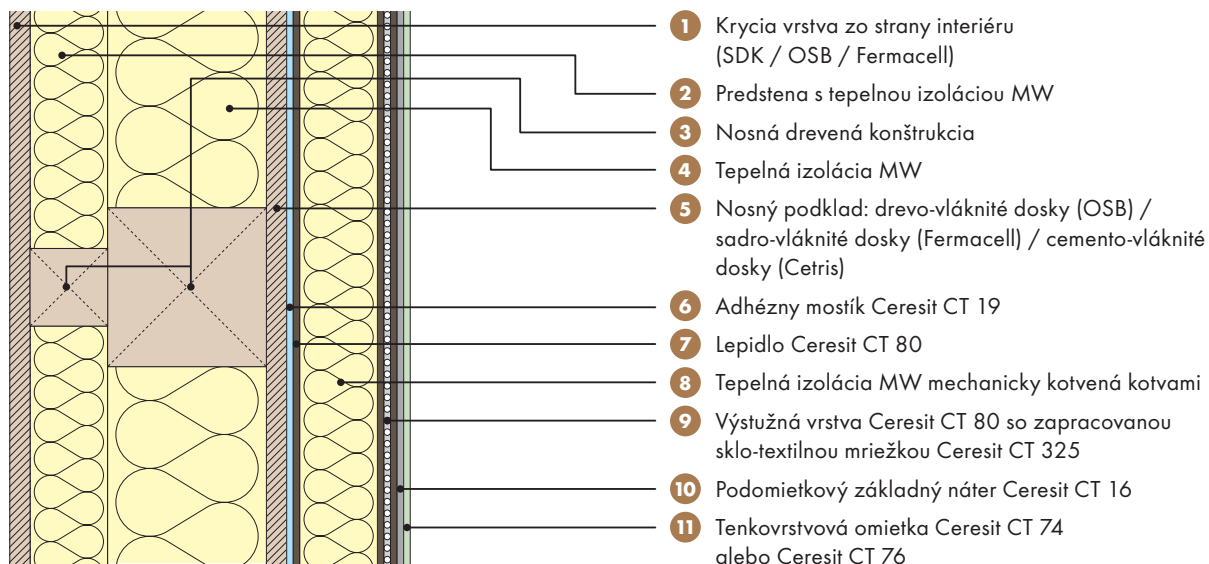 1 Krycia vrstva zo strany interiéru
(SDK / OSB / Fermacell)
2 Predstena s tepelnou izoláciou MW
3 Nosná drevená konštrukcia
4 Tepelná izolácia MW
5 Nosný podklad: drevo-vláknité dosky (OSB) /
sadro-vláknité dosky (Fermacell) / cemento-vláknité
dosky (Cetris)
6 Adhézny mostík Ceresit CT 19
7 Lepidlo Ceresit CT 80
8 Tepelná izolácia MW mechanicky kotvená kotvami
9 Výstužná vrstva Ceresit CT 80 so zapracovanou
sklo-textilnou mriežkou Ceresit CT 325
10 Podomietkový základný náter Ceresit CT 16
11 Tenkovrstvová omietka Ceresit CT 74
alebo Ceresit CT 76